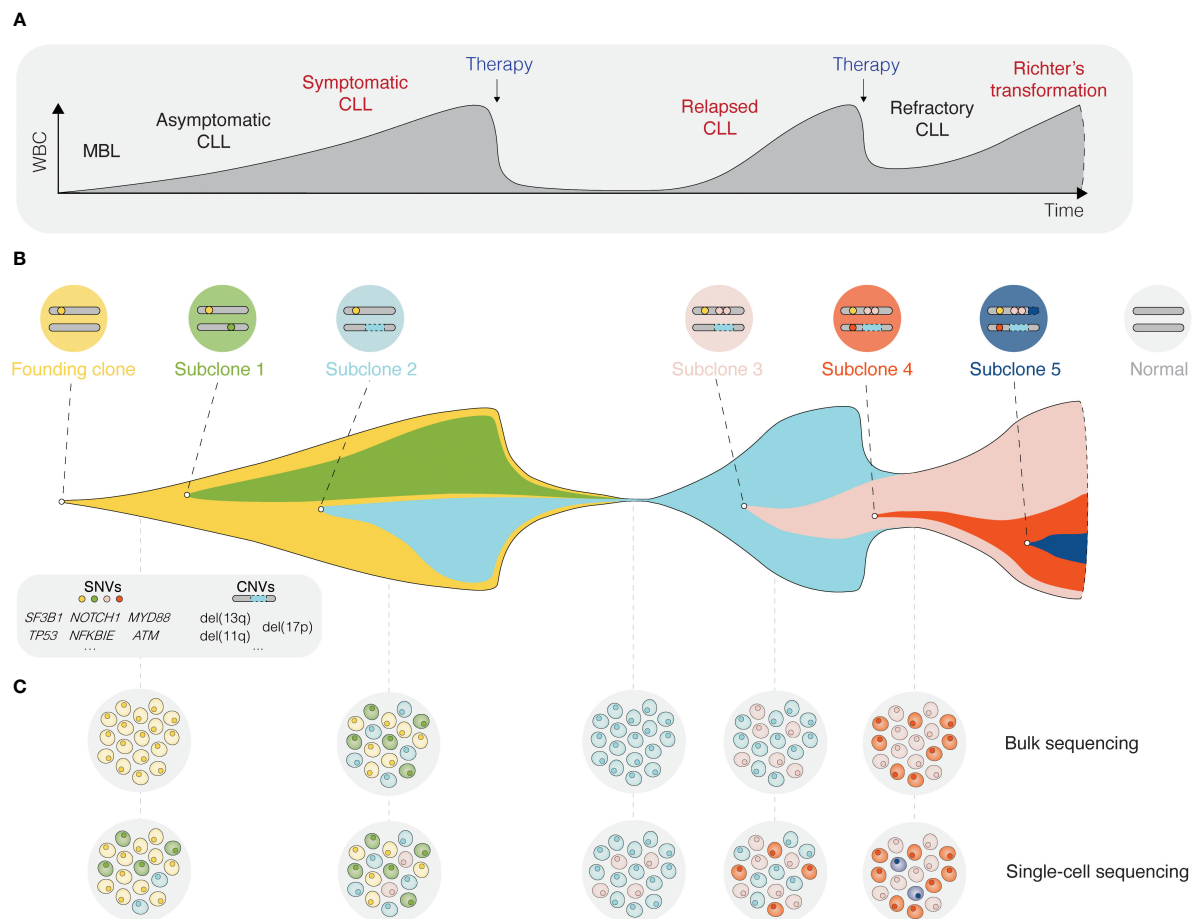 A
Symptomatic
CLL
Therapy
Therapy
Richter's
transformation
Asymptomatic
CLL
Relapsed
CLL
Refractory
CLL
MBL
WBC
Time
B
Founding clone
Subclone 1
Subclone 2
Subclone 3
Subclone 4
Subclone 5
Normal
SNVs
SF3B1 NOTCH1 MYD88
TP53 NFKBIE ATM
...
CNVs
del(13q)
del(17p)
del(11q)
...
C
Bulk sequencing
Single-cell sequencing